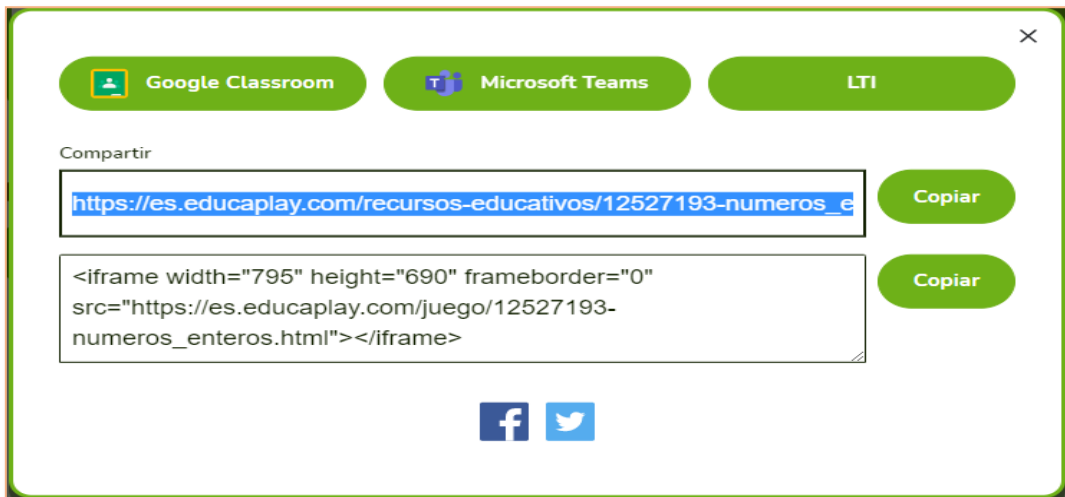 Google Classroom
Microsoft Teams
LTI
Compartir
https://es.educaplay.com/recursos-educativos/12527193-numeros_e
Copiar
<iframe width="795" height="690" frameborder="0"
src="https://es.educaplay.com/juego/12527193-
numeros_enteros.html"></iframe>
Copiar